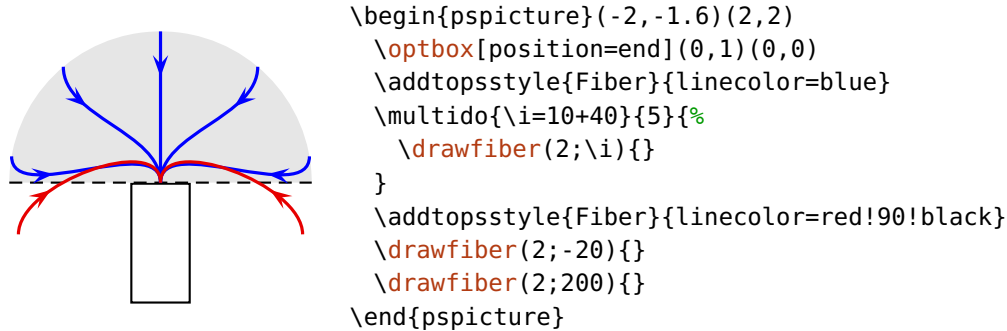 \begin{pspicture}(-2,-1.6)(2,2)
  \optbox[position=end](0,1)(0,0)
  \addtopsstyle{Fiber}{linecolor=blue}
  \multido{\i=10+40}{5}{%
    \drawfiber(2;\i){}
  }
  \addtopsstyle{Fiber}{linecolor=red!90!black}
  \drawfiber(2;-20){}
  \drawfiber(2;200){}
\end{pspicture}